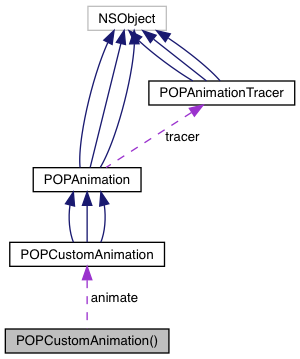 NSObject
POPAnimationTracer
tracer
POPAnimation
POPCustomAnimation
animate
POPCustomAnimation()